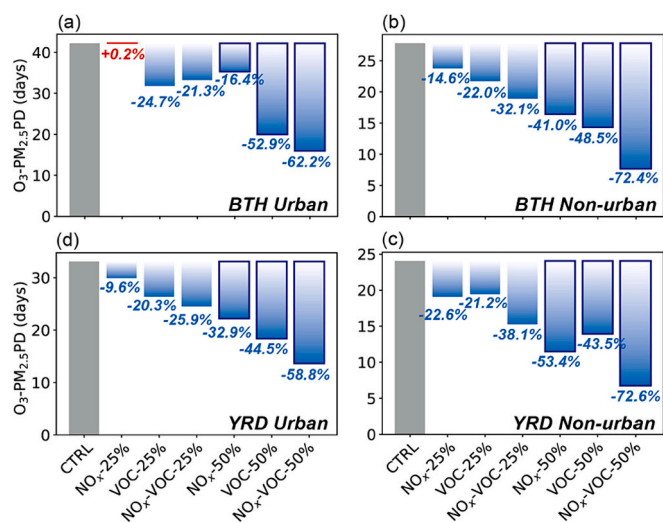 (a)
O₃-PM₂.₅PD (days)
40
30
20
10
0
+0.2%
-24.7%
-21.3%
-16.4%
-52.9%
-62.2%
BTH Urban
(b)
25
20
15
10
5
0
-14.6%
-22.0%
-32.1%
-41.0%
-48.5%
-72.4%
BTH Non-urban
(d)
O₃-PM₂.₅PD (days)
30
20
10
0
-9.6%
-20.3%
-25.9%
-32.9%
-44.5%
-58.8%
YRD Urban
(c)
25
20
15
10
5
0
-22.6%
-21.2%
-38.1%
-53.4%
-43.5%
-72.6%
YRD Non-urban
CTRL
NOₓ-25%
VOC-25%
NOₓ-VOC-25%
NOₓ-50%
VOC-50%
NOₓ-VOC-50%
CTRL
NOₓ-25%
VOC-25%
NOₓ-VOC-25%
NOₓ-50%
VOC-50%
NOₓ-VOC-50%